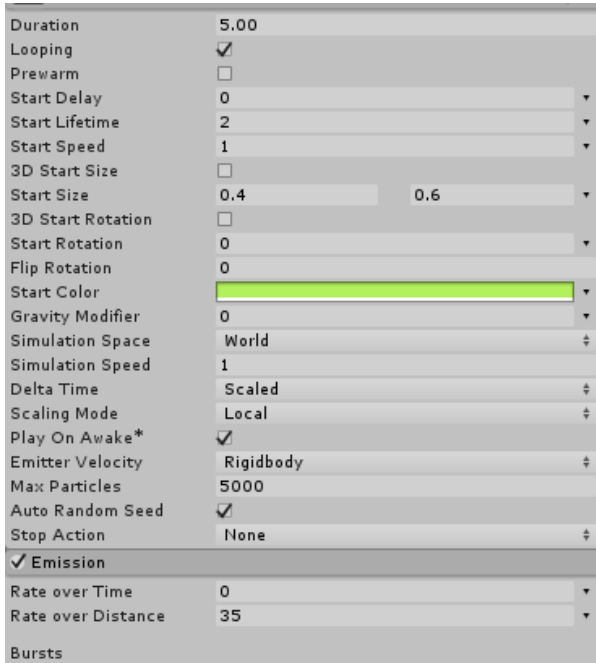 Duration 5.00
Looping
Prewarm
Start Delay 0
Start Lifetime 2
Start Speed 1
3D Start Size
Start Size 0.4 0.6
3D Start Rotation
Start Rotation 0
Flip Rotation 0
Start Color
Gravity Modifier 0
Simulation Space World
Simulation Speed 1
Delta Time Scaled
Scaling Mode Local
Play On Awake*
Emitter Velocity Rigidbody
Max Particles 5000
Auto Random Seed
Stop Action None
Emission
Rate over Time 0
Rate over Distance 35
Bursts